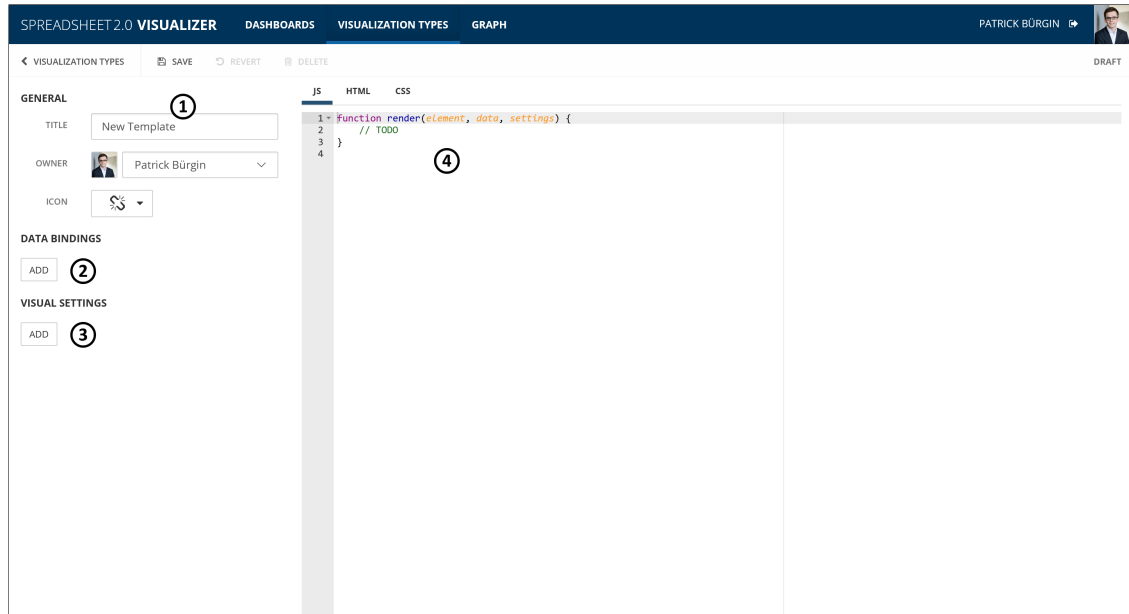 SPREADSHEET 2.0 VISUALIZER DASHBOARDS VISUALIZATION TYPES GRAPH PATRICK BÜRGIN
VISUALIZATION TYPES SAVE REVERT DELETE DRAFT
GENERAL
1
TITLE New Template
OWNER Patrick Bürgin
ICON
DATA BINDINGS
ADD 2
VISUAL SETTINGS
ADD 3
JS HTML CSS
1 function render(element, data, settings) {
2 // TODO
3 }
4
4